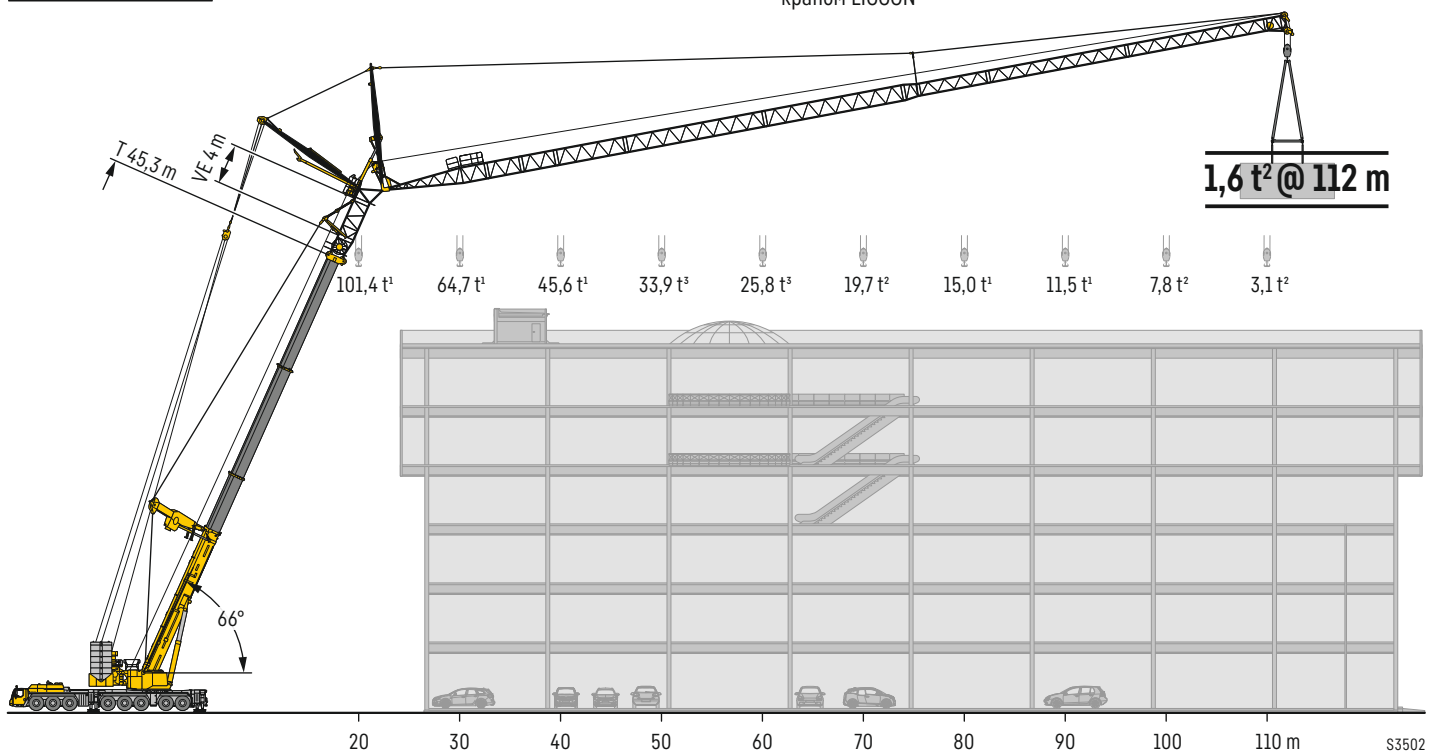 краном LICCON
T 45,3 m
VE 4 m
1,6 t² @ 112 m
101,4 t¹ 64,7 t¹ 45,6 t¹ 33,9 t³ 25,8 t³ 19,7 t² 15,0 t¹ 11,5 t¹ 7,8 t² 3,1 t²
66°
20 30 40 50 60 70 80 90 100 110 m
S3502